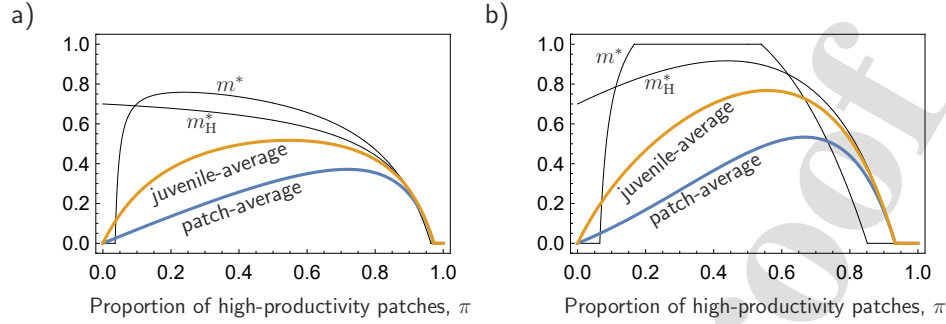 a)
1.0
0.8
0.6
0.4
0.2
0.0
m*
m*H
juvenile-average
patch-average
0.0 0.2 0.4 0.6 0.8 1.0
Proportion of high-productivity patches, π
b)
1.0
0.8
0.6
0.4
0.2
0.0
m*
m*H
juvenile-average
patch-average
0.0 0.2 0.4 0.6 0.8 1.0
Proportion of high-productivity patches, π
oof